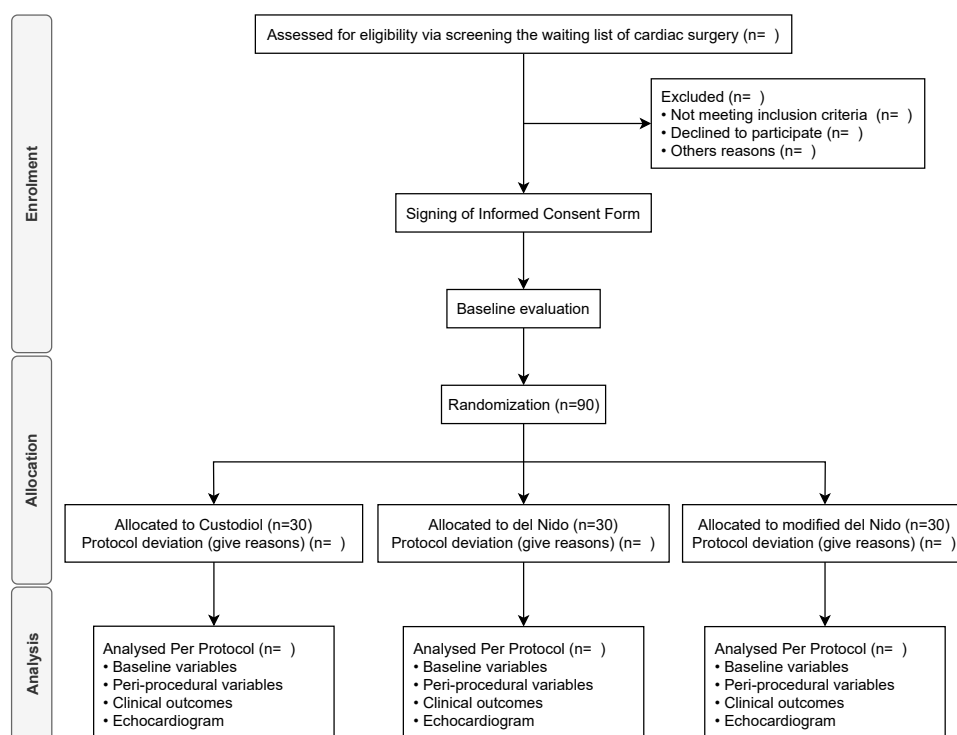 Enrolment
Assessed for eligibility via screening the waiting list of cardiac surgery (n=  )
Excluded (n=  )
• Not meeting inclusion criteria  (n=  )
• Declined to participate (n=  )
• Others reasons (n=  )
Signing of Informed Consent Form
Baseline evaluation
Allocation
Randomization (n=90)
Allocated to Custodiol (n=30)
Protocol deviation (give reasons) (n=  )
Allocated to del Nido (n=30)
Protocol deviation (give reasons) (n=  )
Allocated to modified del Nido (n=30)
Protocol deviation (give reasons) (n=  )
Analysis
Analysed Per Protocol (n=  )
• Baseline variables
• Peri-procedural variables
• Clinical outcomes
• Echocardiogram
Analysed Per Protocol (n=  )
• Baseline variables
• Peri-procedural variables
• Clinical outcomes
• Echocardiogram
Analysed Per Protocol (n=  )
• Baseline variables
• Peri-procedural variables
• Clinical outcomes
• Echocardiogram